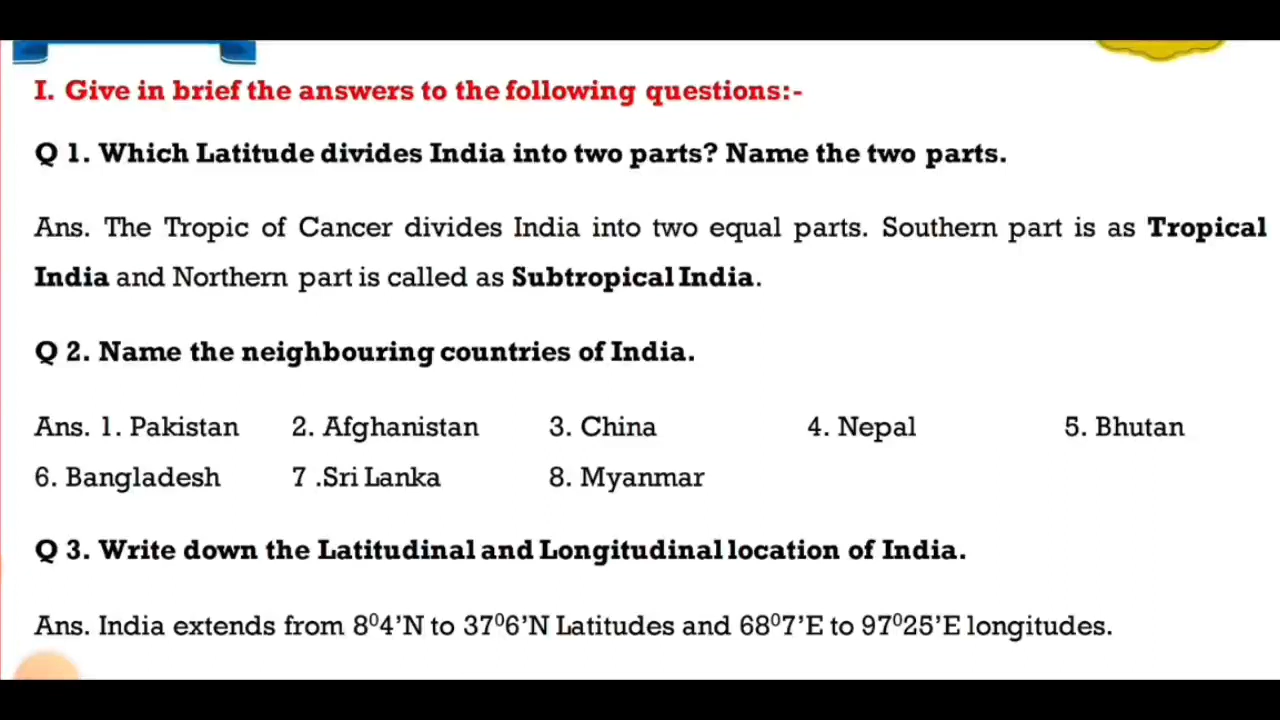 I. Give in brief the answers to the following questions:-
Q 1. Which Latitude divides India into two parts? Name the two parts.
Ans. The Tropic of Cancer divides India into two equal parts. Southern part is as Tropical
India and Northern part is called as Subtropical India.
Q 2. Name the neighbouring countries of India.
Ans. 1. Pakistan 2. Afghanistan 3. China 4. Nepal 5. Bhutan
6. Bangladesh 7 .Sri Lanka 8. Myanmar
Q 3. Write down the Latitudinal and Longitudinal location of India.
Ans. India extends from 8⁰4’N to 37⁰6’N Latitudes and 68⁰7’E to 97⁰25’E longitudes.